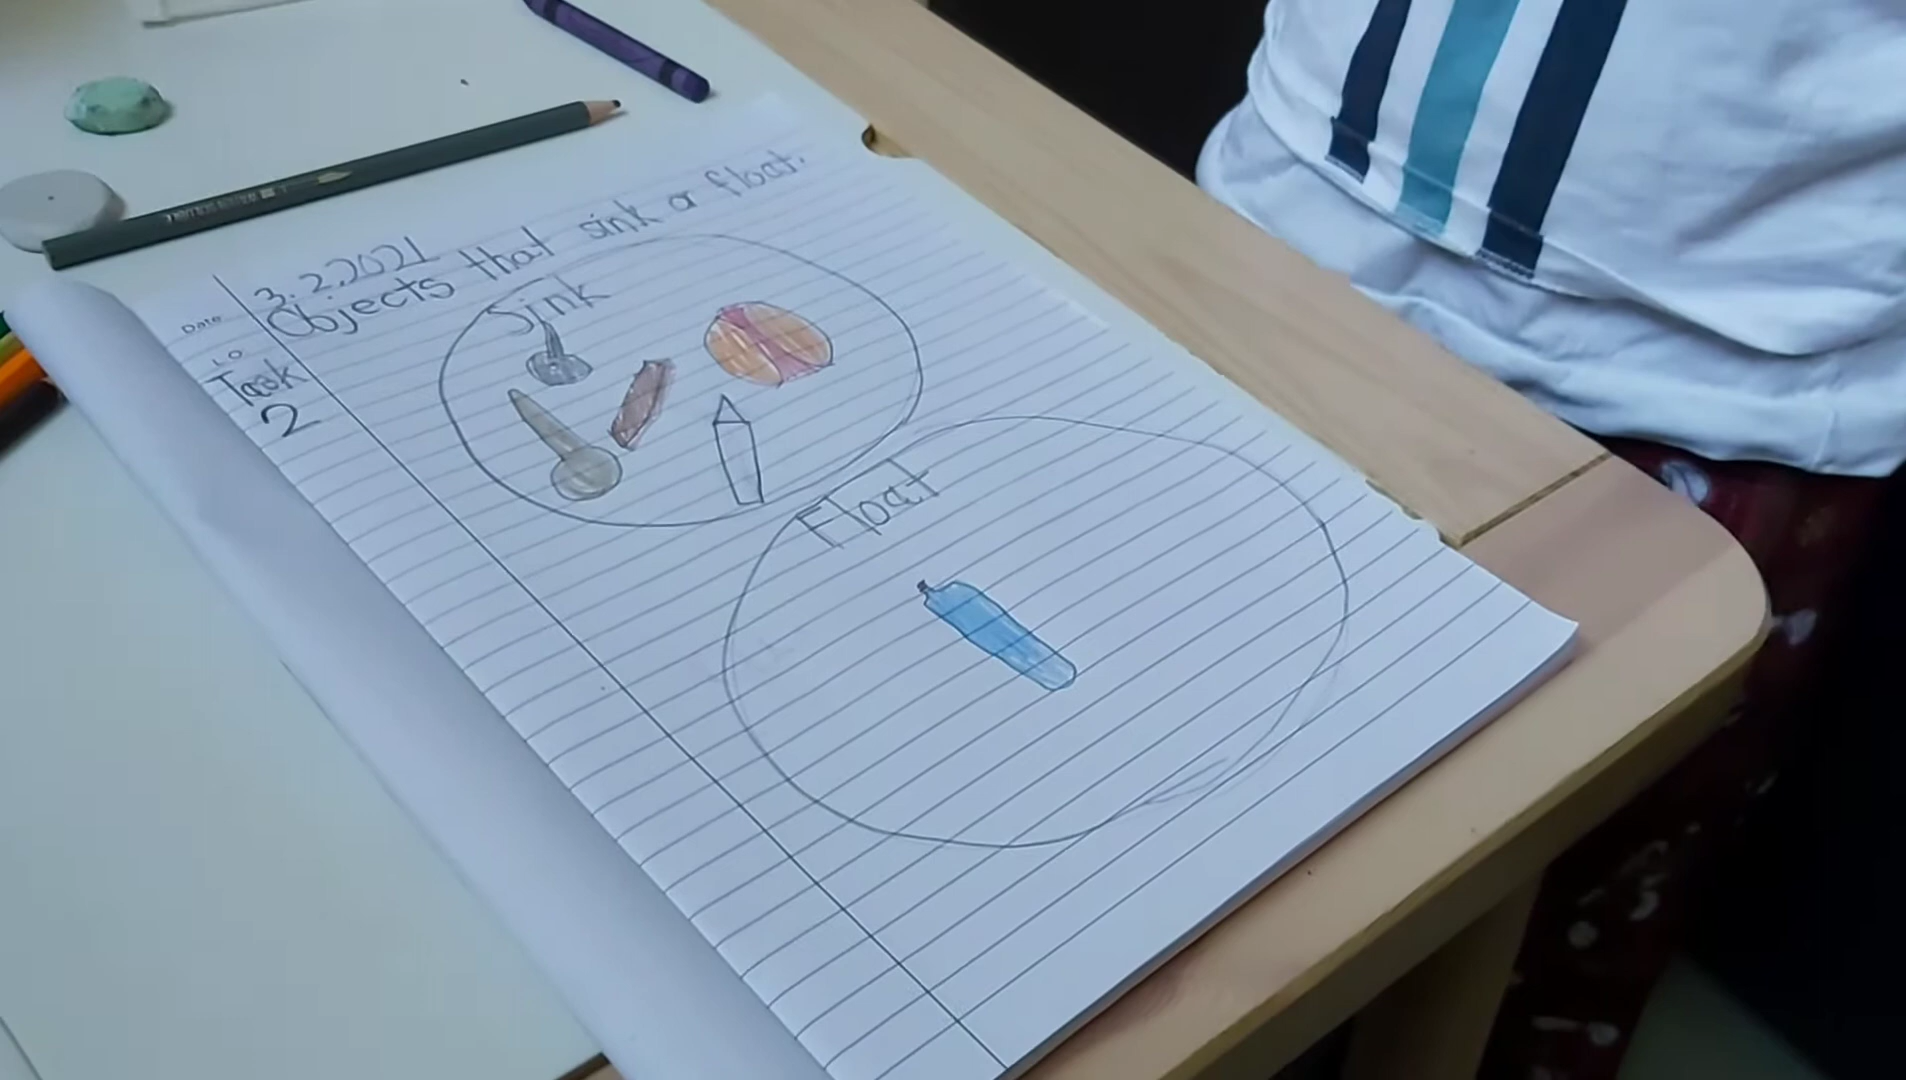 3.2.2021
Date
Objects that sink or float.
LO
Task
2
Sink
Float